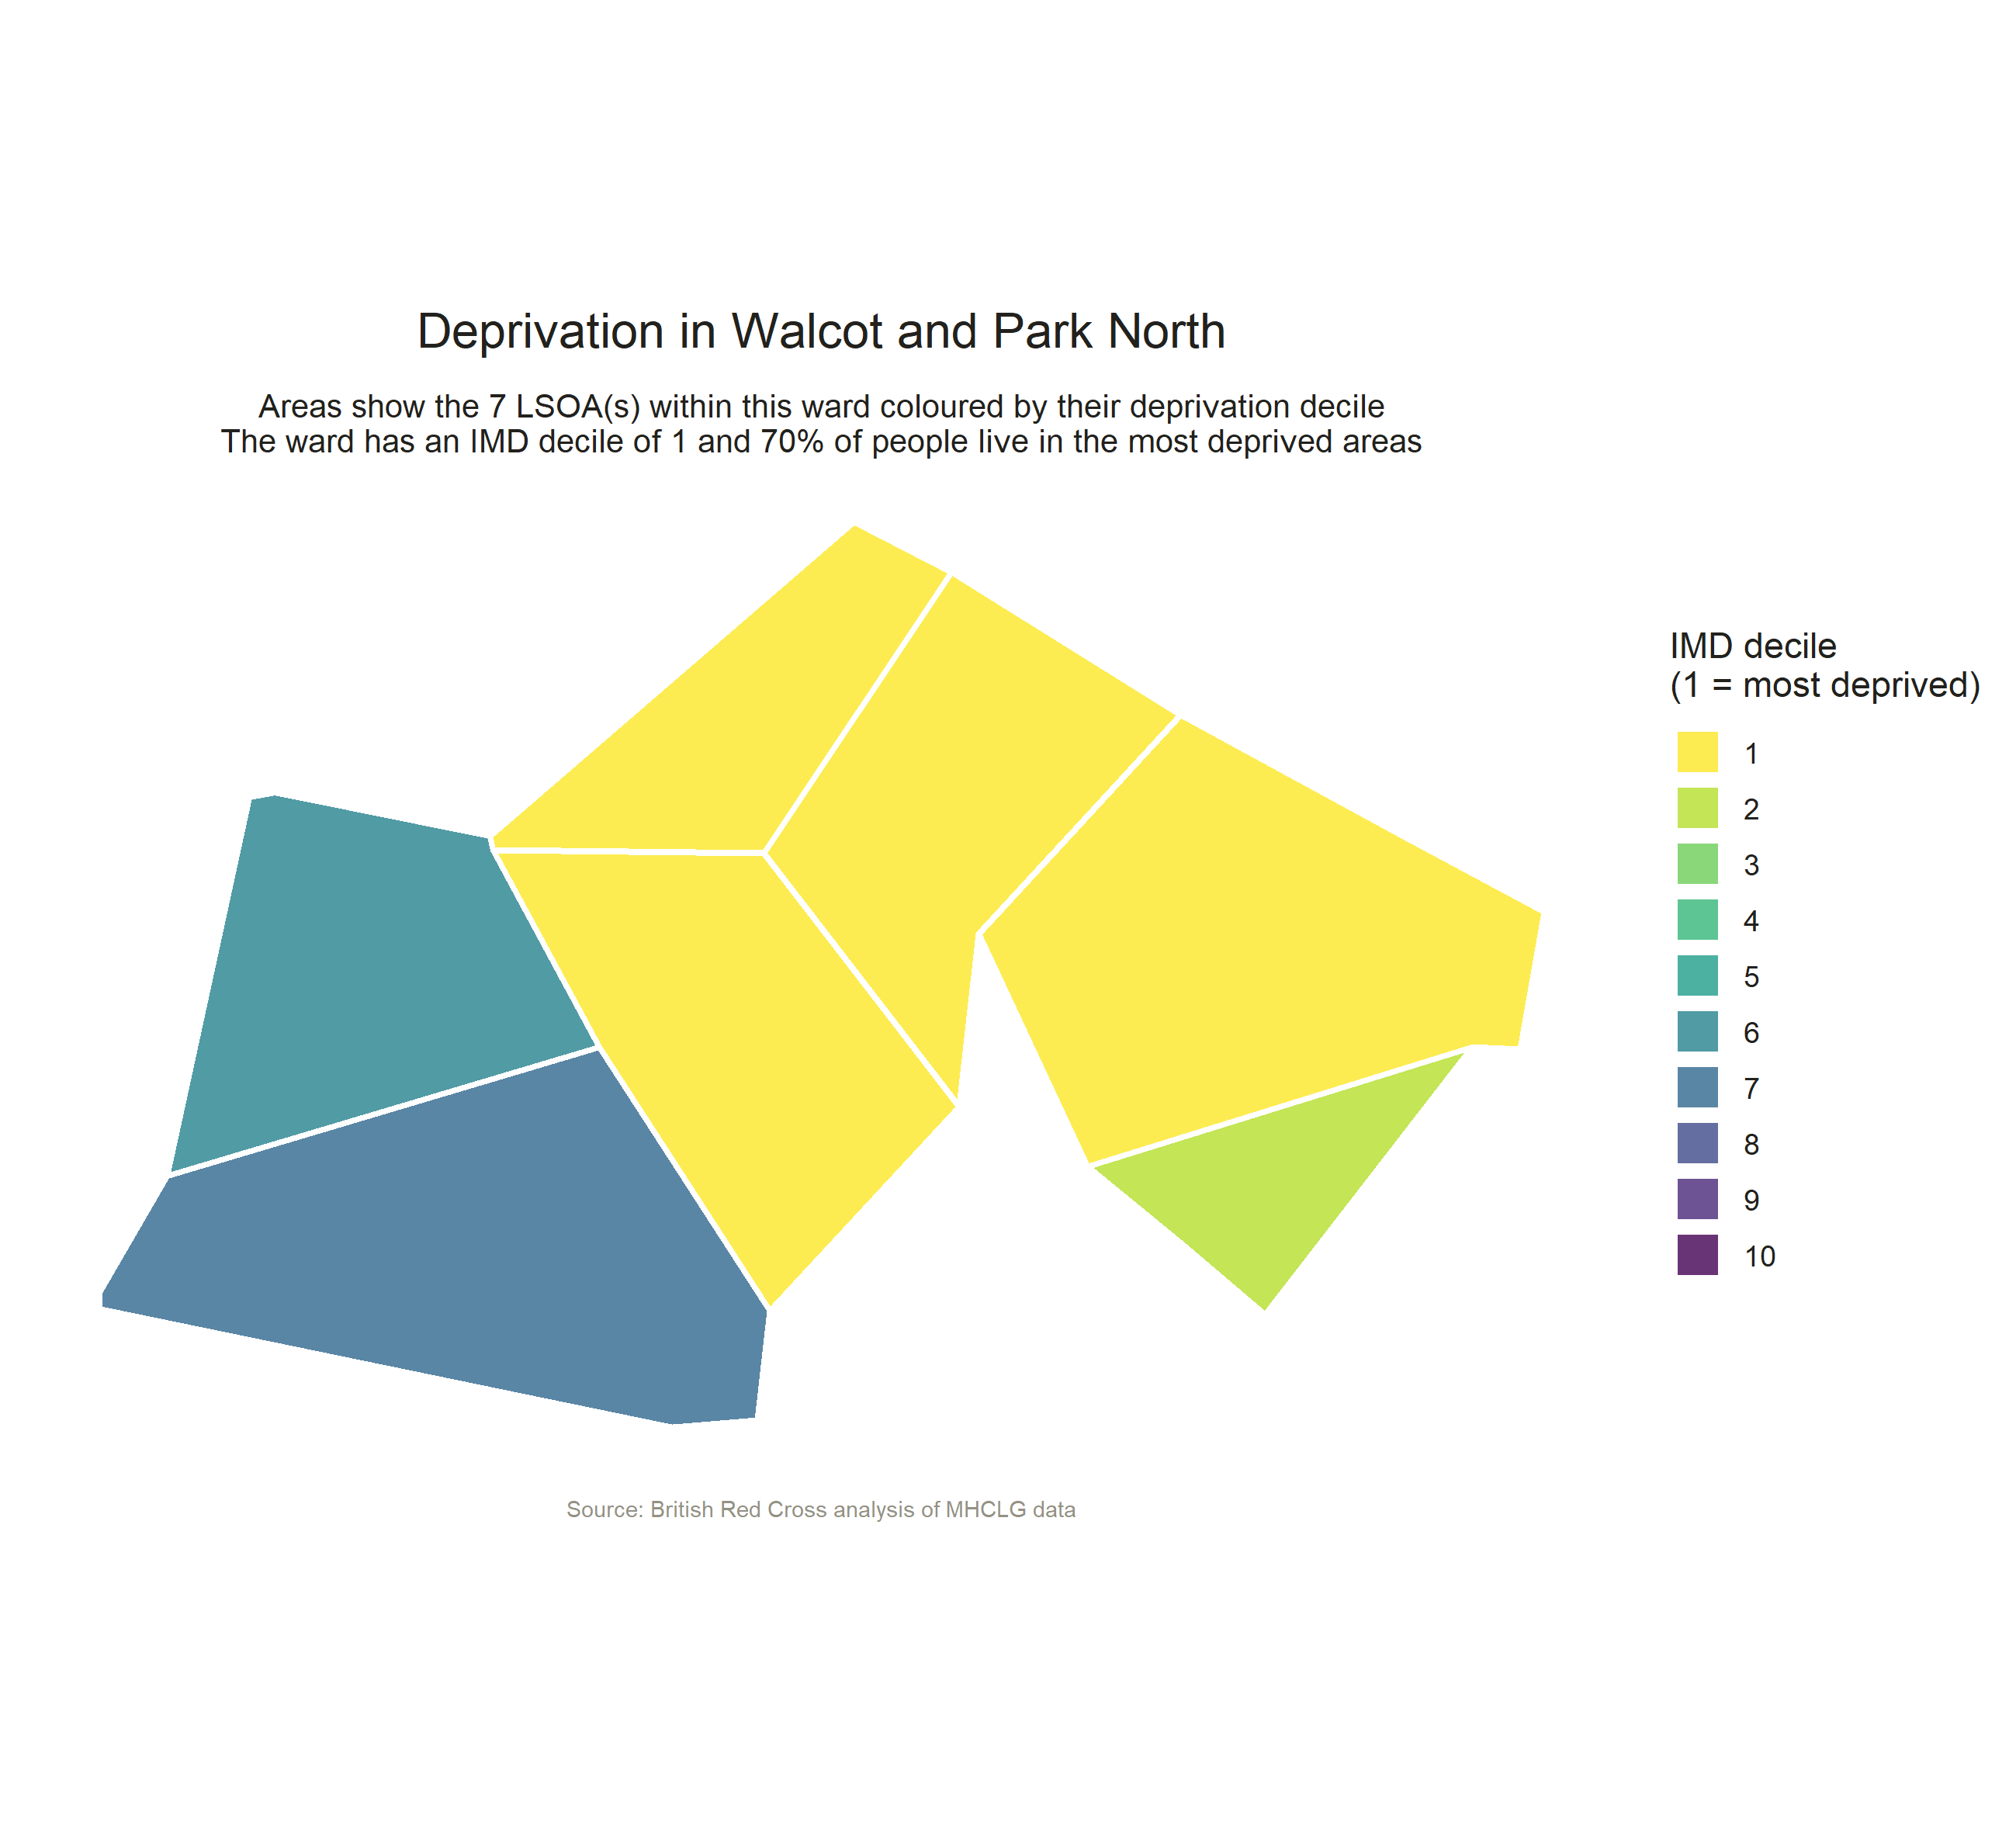 Deprivation in Walcot and Park North
Areas show the 7 LSOA(s) within this ward coloured by their deprivation decile
The ward has an IMD decile of 1 and 70% of people live in the most deprived areas
IMD decile
(1 = most deprived)
1
2
3
4
5
6
7
8
9
10
Source: British Red Cross analysis of MHCLG data